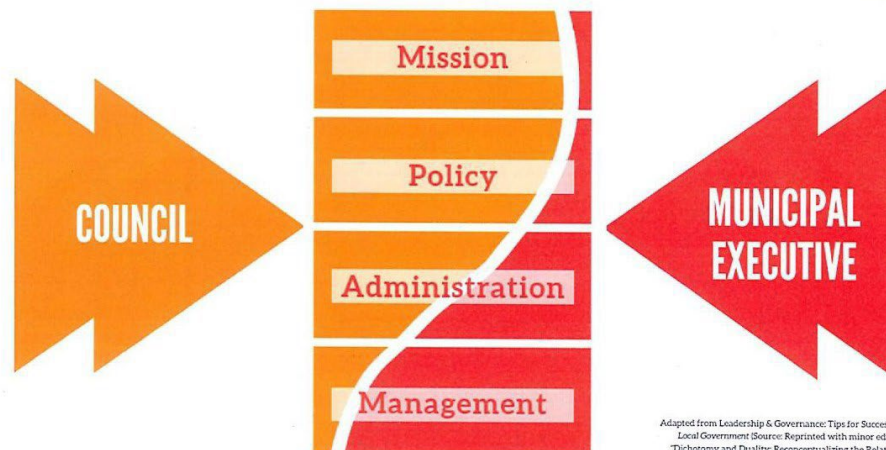 Mission
Policy
COUNCIL
MUNICIPAL
EXECUTIVE
Administration
Management
Adapted from Leadership & Governance: Tips for Succes
Local Government (Source: Reprinted with minor ed
"Dichotomy and Duality: Reconceptualizing the Relat